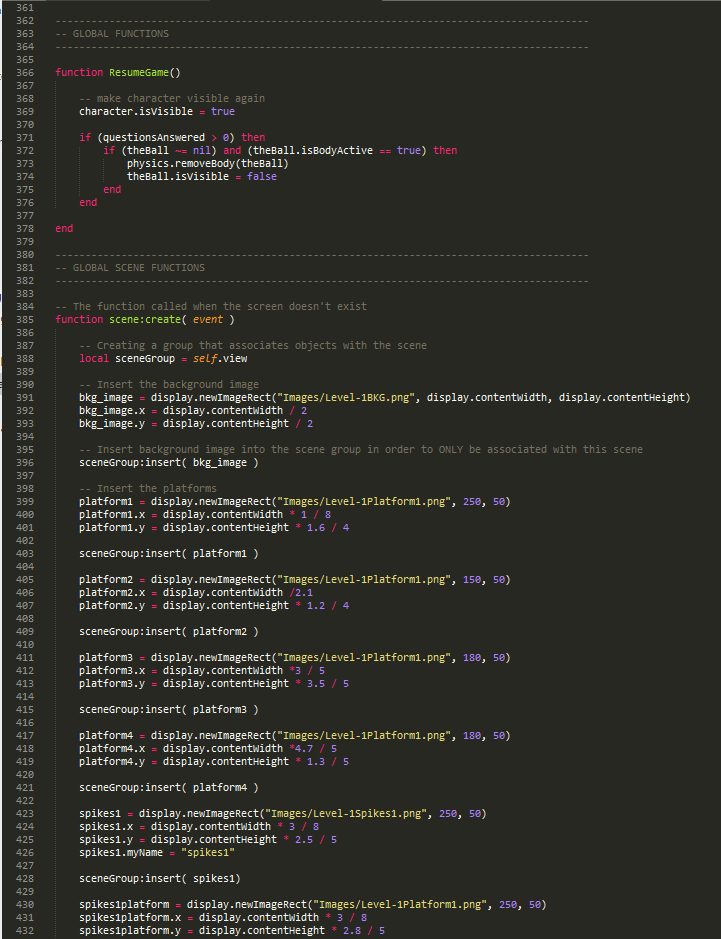 361
362 -----------------------------------------------------------------------------------------
363 -- GLOBAL FUNCTIONS
364 -----------------------------------------------------------------------------------------
365
366 function ResumeGame()
367
368 -- make character visible again
369 character.isVisible = true
370
371 if (questionsAnswered > 0) then
372 if (theBall ~= nil) and (theBall.isBodyActive == true) then
373 physics.removeBody(theBall)
374 theBall.isVisible = false
375 end
376 end
377
378 end
379
380 -----------------------------------------------------------------------------------------
381 -- GLOBAL SCENE FUNCTIONS
382 -----------------------------------------------------------------------------------------
383
384 -- The function called when the screen doesn't exist
385 function scene:create( event )
386
387 -- Creating a group that associates objects with the scene
388 local sceneGroup = self.view
389
390 -- Insert the background image
391 bkg_image = display.newImageRect("Images/Level-1BKG.png", display.contentWidth, display.contentHeight)
392 bkg_image.x = display.contentWidth / 2
393 bkg_image.y = display.contentHeight / 2
394
395 -- Insert background image into the scene group in order to ONLY be associated with this scene
396 sceneGroup:insert( bkg_image )
397
398 -- Insert the platforms
399 platform1 = display.newImageRect("Images/Level-1Platform1.png", 250, 50)
400 platform1.x = display.contentWidth * 1 / 8
401 platform1.y = display.contentHeight * 1.6 / 4
402
403 sceneGroup:insert( platform1 )
404
405 platform2 = display.newImageRect("Images/Level-1Platform1.png", 150, 50)
406 platform2.x = display.contentWidth /2.1
407 platform2.y = display.contentHeight * 1.2 / 4
408
409 sceneGroup:insert( platform2 )
410
411 platform3 = display.newImageRect("Images/Level-1Platform1.png", 180, 50)
412 platform3.x = display.contentWidth *3 / 5
413 platform3.y = display.contentHeight * 3.5 / 5
414
415 sceneGroup:insert( platform3 )
416
417 platform4 = display.newImageRect("Images/Level-1Platform1.png", 180, 50)
418 platform4.x = display.contentWidth *4.7 / 5
419 platform4.y = display.contentHeight * 1.3 / 5
420
421 sceneGroup:insert( platform4 )
422
423 spikes1 = display.newImageRect("Images/Level-1Spikes1.png", 250, 50)
424 spikes1.x = display.contentWidth * 3 / 8
425 spikes1.y = display.contentHeight * 2.5 / 5
426 spikes1.myName = "spikes1"
427
428 sceneGroup:insert( spikes1)
429
430 spikes1platform = display.newImageRect("Images/Level-1Platform1.png", 250, 50)
431 spikes1platform.x = display.contentWidth * 3 / 8
432 spikes1platform.y = display.contentHeight * 2.8 / 5